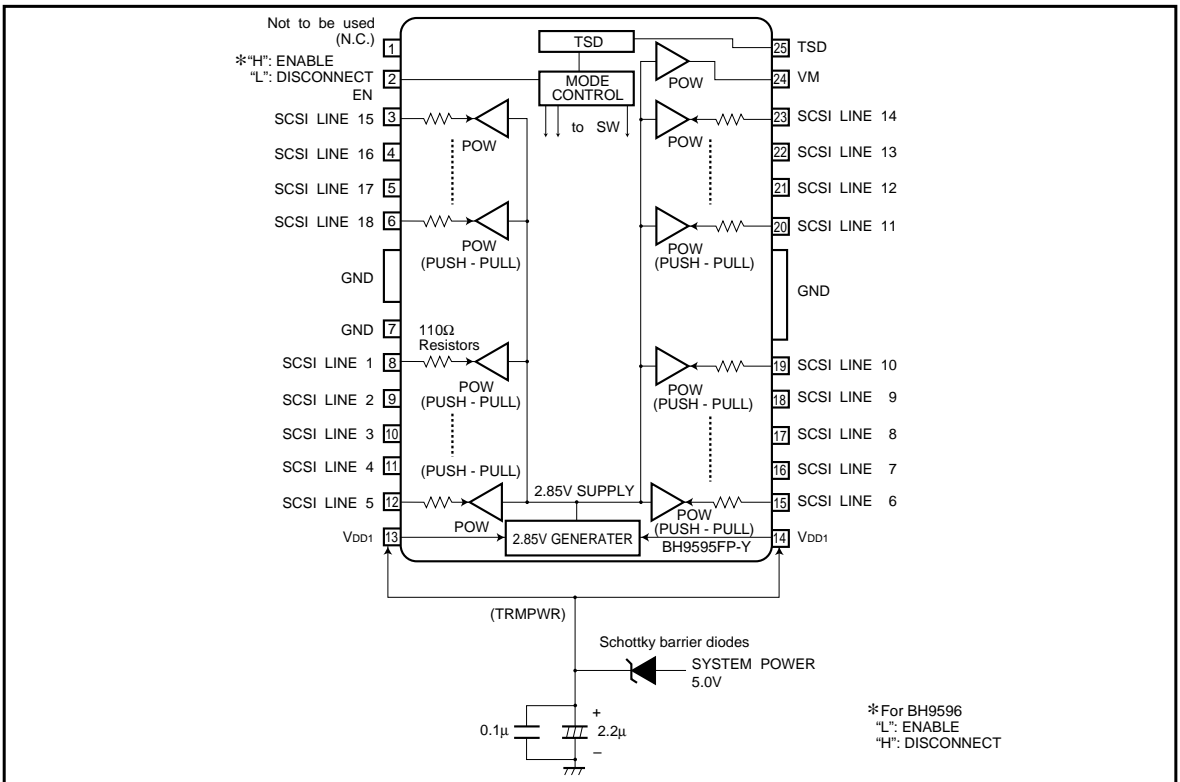 Not to be used
(N.C.)
1
*“H”: ENABLE
“L”: DISCONNECT
EN
2
SCSI LINE 15 3
SCSI LINE 16 4
SCSI LINE 17 5
SCSI LINE 18 6
GND
GND 7
SCSI LINE 1 8
SCSI LINE 2 9
SCSI LINE 3 10
SCSI LINE 4 11
SCSI LINE 5 12
VDD1 13
TSD
MODE
CONTROL
to SW
POW
POW
(PUSH - PULL)
110Ω
Resistors
POW
(PUSH - PULL)
(PUSH - PULL)
POW
2.85V SUPPLY
2.85V GENERATER
POW
POW
POW
(PUSH - PULL)
POW
(PUSH - PULL)
POW
(PUSH - PULL)
BH9595FP-Y
25 TSD
24 VM
23 SCSI LINE 14
22 SCSI LINE 13
21 SCSI LINE 12
20 SCSI LINE 11
GND
19 SCSI LINE 10
18 SCSI LINE 9
17 SCSI LINE 8
16 SCSI LINE 7
15 SCSI LINE 6
14 VDD1
(TRMPWR)
Schottky barrier diodes
SYSTEM POWER
5.0V
0.1µ
+
2.2µ
−
*For BH9596
“L”: ENABLE
“H”: DISCONNECT